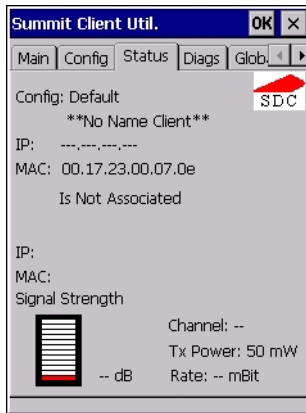 Summit Client Util. OK ×
Main Config Status Diags Glob
Config: Default
SDC
**No Name Client**
IP: ---.---.---.---
MAC: 00.17.23.00.07.0e
Is Not Associated
IP:
MAC:
Signal Strength
Channel: --
Tx Power: 50 mW
-- dB Rate: -- mBit